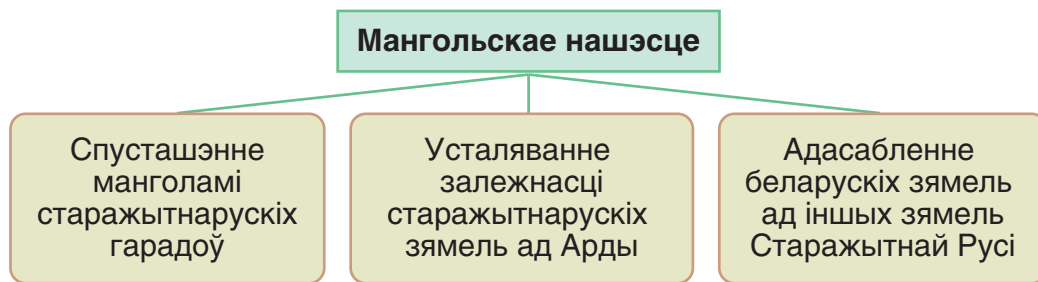 Мангольскае нашэсце
Спусташэнне
манголамі
старажытнарускіх
гарадоў
Усталяванне
залежнасці
старажытнарускіх
зямель ад Арды
Адасабленне
беларускіх зямель
ад іншых зямель
Старажытнай Русі